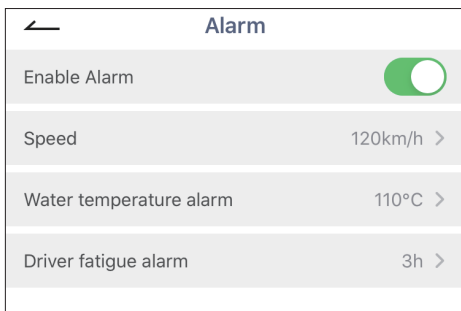 Alarm
Enable Alarm
Speed 120km/h
Water temperature alarm 110°C
Driver fatigue alarm 3h